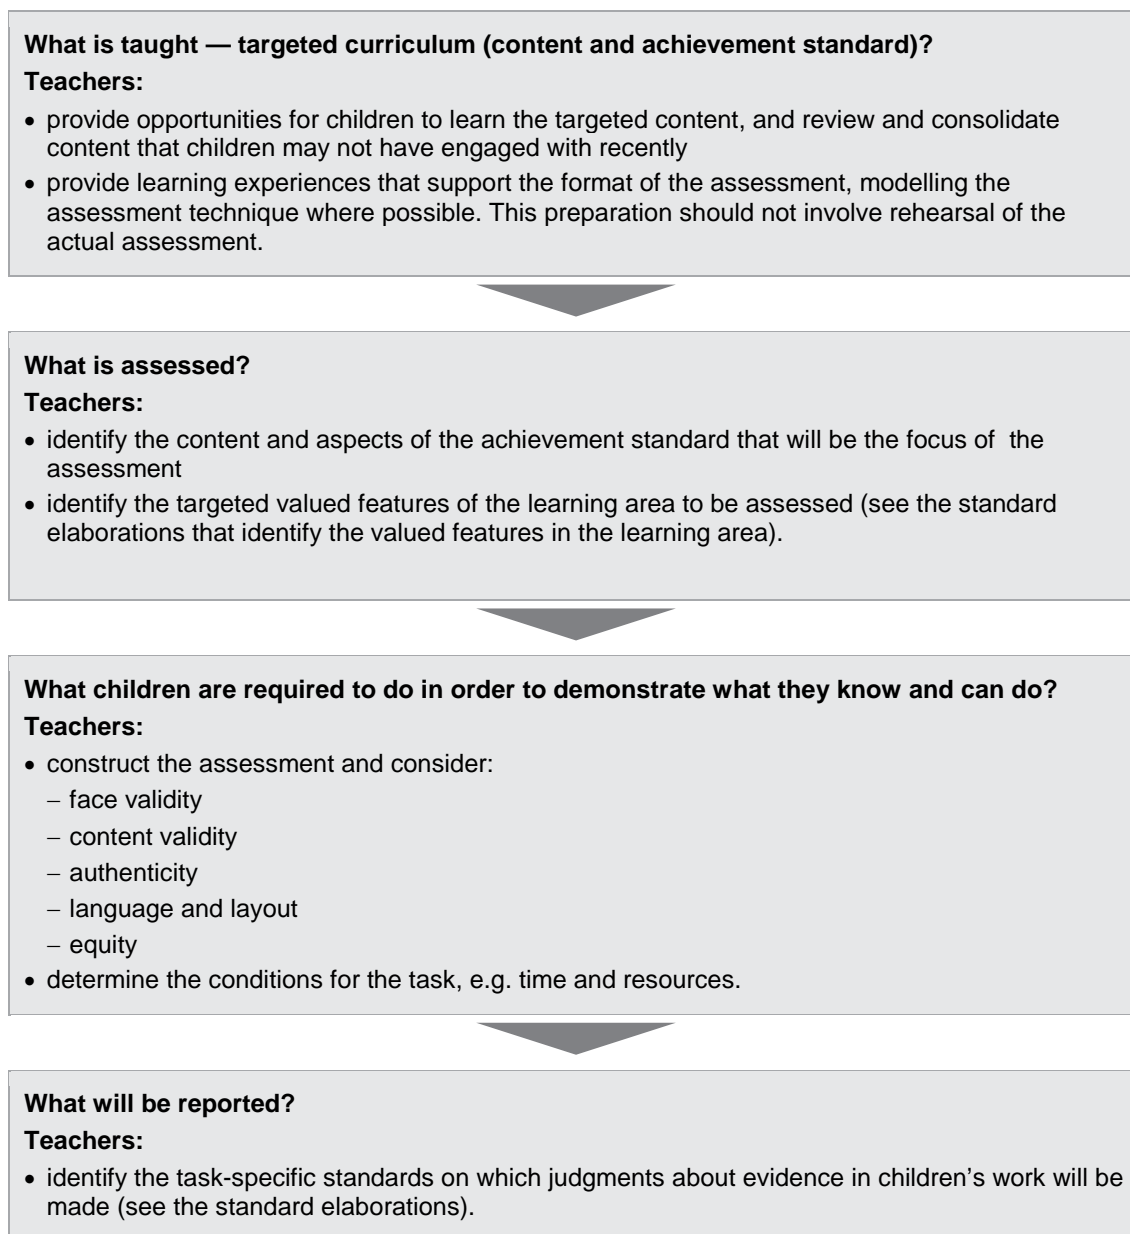 What is taught — targeted curriculum (content and achievement standard)?
Teachers:
• provide opportunities for children to learn the targeted content, and review and consolidate
content that children may not have engaged with recently
• provide learning experiences that support the format of the assessment, modelling the
assessment technique where possible. This preparation should not involve rehearsal of the
actual assessment.
What is assessed?
Teachers:
• identify the content and aspects of the achievement standard that will be the focus of the
assessment
• identify the targeted valued features of the learning area to be assessed (see the standard
elaborations that identify the valued features in the learning area).
What children are required to do in order to demonstrate what they know and can do?
Teachers:
• construct the assessment and consider:
− face validity
− content validity
− authenticity
− language and layout
− equity
• determine the conditions for the task, e.g. time and resources.
What will be reported?
Teachers:
• identify the task-specific standards on which judgments about evidence in children’s work will be
made (see the standard elaborations).